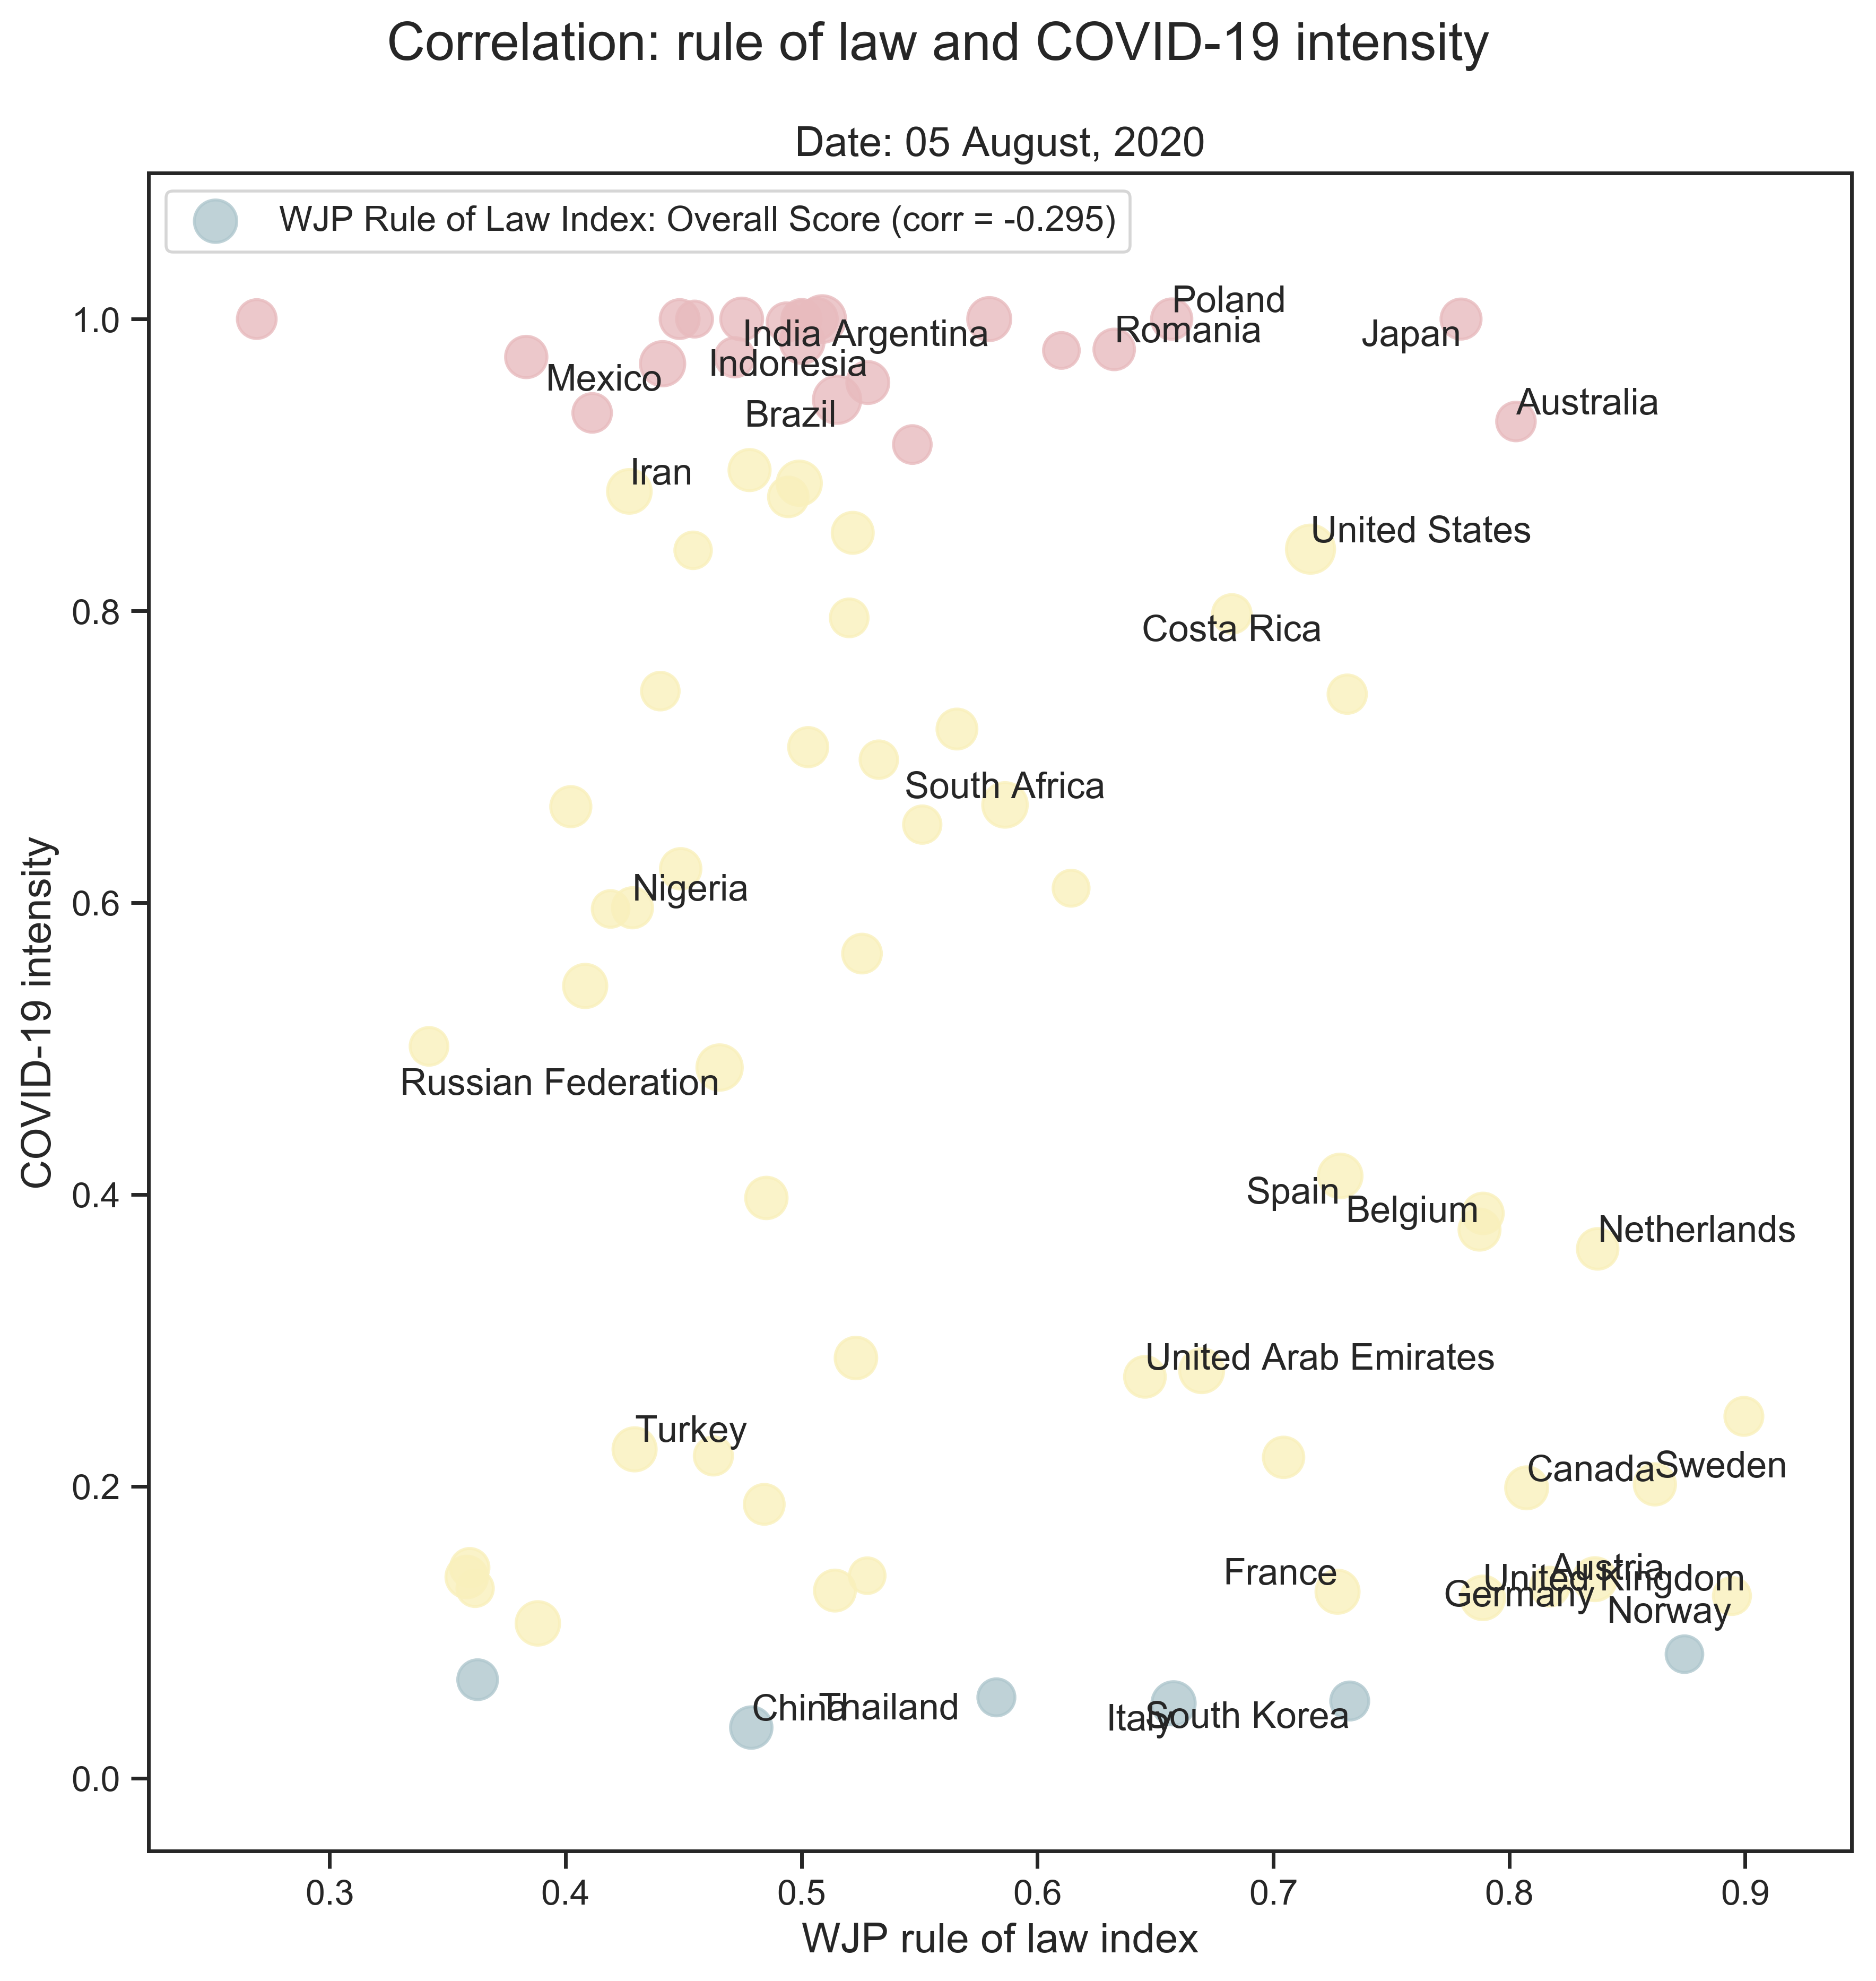 Correlation: rule of law and COVID-19 intensity
Date: 05 August, 2020
WJP Rule of Law Index: Overall Score (corr = -0.295)
Poland
Romania
Japan
India
Argentina
Indonesia
Mexico
Brazil
Australia
Iran
United States
Costa Rica
South Africa
Nigeria
Russian Federation
Spain
Belgium
Netherlands
United Arab Emirates
Turkey
Canada
Sweden
France
Austria
United Kingdom
Germany
Norway
China
Thailand
Italy
South Korea
COVID-19 intensity
1.0
0.8
0.6
0.4
0.2
0.0
0.3
0.4
0.5
0.6
0.7
0.8
0.9
WJP rule of law index